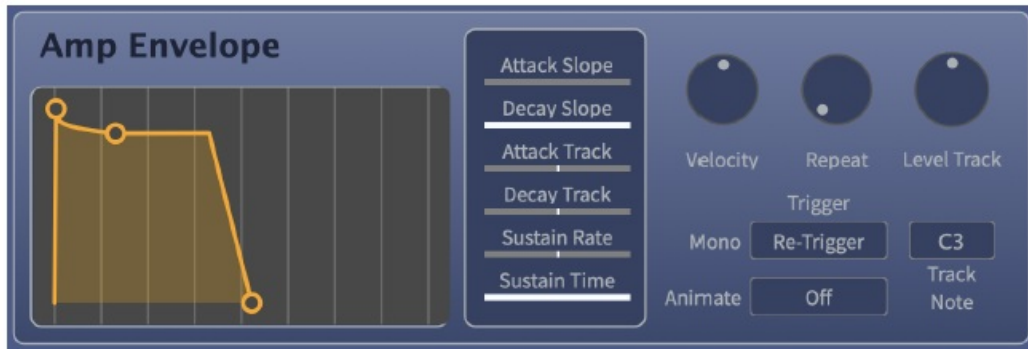 Amp Envelope
Attack Slope
Decay Slope
Attack Track
Decay Track
Sustain Rate
Sustain Time
Velocity
Repeat
Level Track
Trigger
Mono
Re-Trigger
C3
Track
Note
Animate
Off